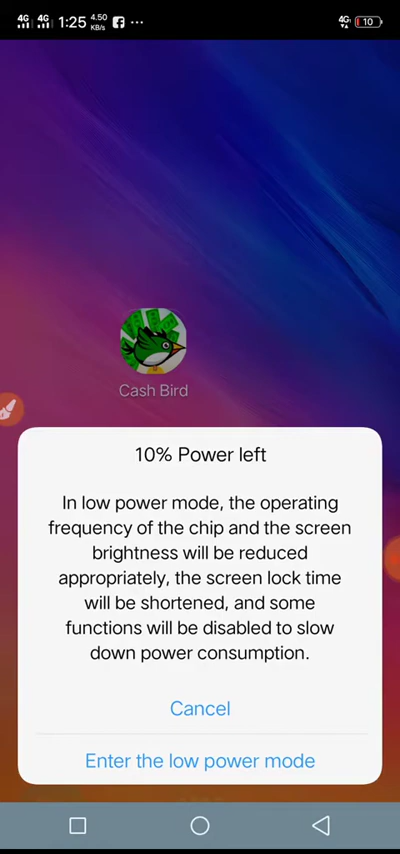 4G 4G 1:25 4.50 KB/s ... 4G 10
Cash Bird
10% Power left
In low power mode, the operating
frequency of the chip and the screen
brightness will be reduced
appropriately, the screen lock time
will be shortened, and some
functions will be disabled to slow
down power consumption.
Cancel
Enter the low power mode